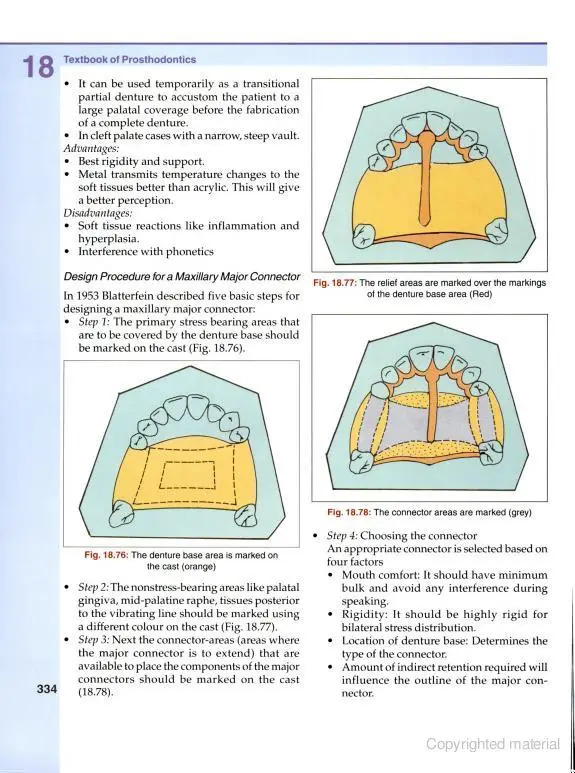 18
Textbook of Prosthodontics
• It can be used temporarily as a transitional
partial denture to accustom the patient to a
large palatal coverage before the fabrication
of a complete denture.
• In cleft palate cases with a narrow, steep vault.
Advantages:
• Best rigidity and support.
• Metal transmits temperature changes to the
soft tissues better than acrylic. This will give
a better perception.
Disadvantages:
• Soft tissue reactions like inflammation and
hyperplasia.
• Interference with phonetics
Design Procedure for a Maxillary Major Connector
In 1953 Blatterfein described five basic steps for
designing a maxillary major connector:
• Step 1: The primary stress bearing areas that
are to be covered by the denture base should
be marked on the cast (Fig. 18.76).
Fig. 18.76: The denture base area is marked on
the cast (orange)
• Step 2: The nonstress-bearing areas like palatal
gingiva, mid-palatine raphe, tissues posterior
to the vibrating line should be marked using
a different colour on the cast (Fig. 18.77).
• Step 3: Next the connector-areas (areas where
the major connector is to extend) that are
available to place the components of the major
connectors should be marked on the cast
(18.78).
334
Fig. 18.77: The relief areas are marked over the markings
of the denture base area (Red)
Fig. 18.78: The connector areas are marked (grey)
• Step 4: Choosing the connector
An appropriate connector is selected based on
four factors
• Mouth comfort: It should have minimum
bulk and avoid any interference during
speaking.
• Rigidity: It should be highly rigid for
bilateral stress distribution.
• Location of denture base: Determines the
type of the connector.
• Amount of indirect retention required will
influence the outline of the major con-
nector.
Copyrighted material